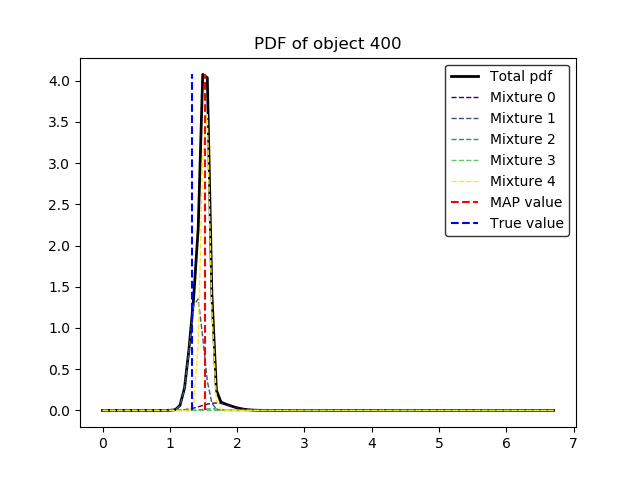 PDF of object 400
Total pdf
Mixture 0
Mixture 1
Mixture 2
Mixture 3
Mixture 4
MAP value
True value
4.0
3.5
3.0
2.5
2.0
1.5
1.0
0.5
0.0
0 1 2 3 4 5 6 7